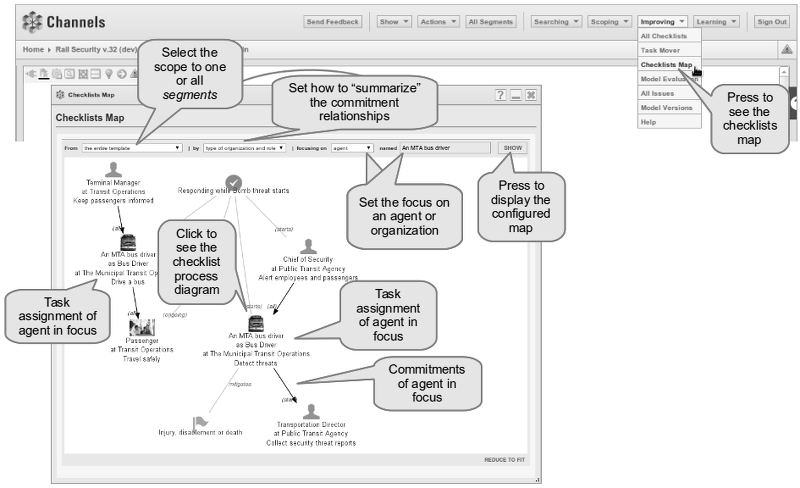 Channels
Send Feedback
Show
Actions
All Segments
Searching
Scoping
Improving
Learning
Sign Out
Home
Rail Security v.32 (dev)
All Checklists
Task Mover
Checklists Map
Model Evaluation
All Issues
Model Versions
Help
Select the
scope to one
or all
segments
Set how to “summarize”
the commitment
relationships
Press to
see the
checklists
map
Checklists Map
Checklists Map
From the entire template | by type of organization and role | focusing on agent named An MTA bus driver SHOW
Set the focus on
an agent or
organization
Press to
display the
configured
map
Terminal Manager
at Transit Operations
Keep passengers informed
Responding while Bomb threat starts
(starts)
Click to
see the
checklist
process
diagram
An MTA bus driver
as Bus Driver
at The Municipal Transit Op
Drive a bus
Chief of Security
at Public Transit Agency
Alert employees and passengers
Task
assignment of
agent in focus
(all)
(ongoing)
Passenger
at Transit Operations
Travel safely
Task
assignment of
agent in focus
An MTA bus driver
as Bus Driver
at The Municipal Transit Operations
Detect threats
Commitments
of agent in
focus
mitigates
Injury, disablement or death
Transportation Director
at Public Transit Agency
Collect security threat reports
REDUCE TO FIT